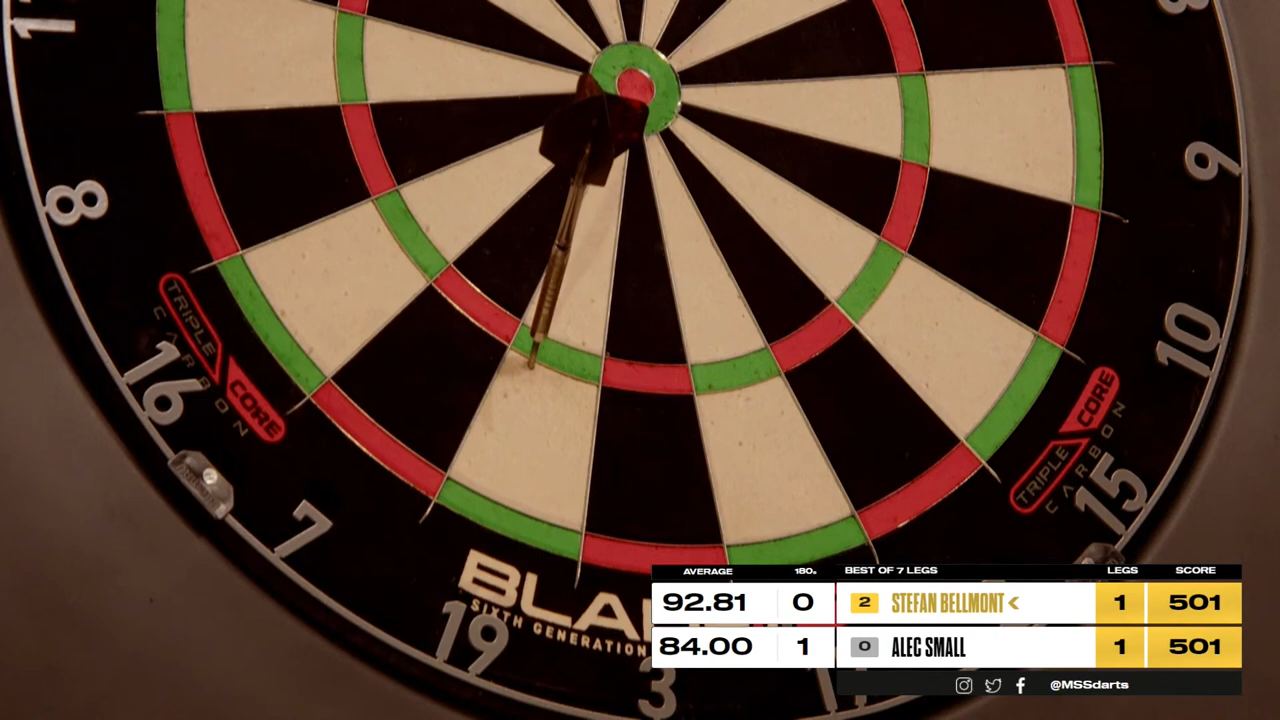 8
9
10
TRIPLE
CORE
CARBON
16
7
TRIPLE
CORE
CARBON
15
SIXTH GENERATION
19
3
AVERAGE 180s BEST OF 7 LEGS LEGS SCORE
92.81 0 2 STEFAN BELLMONT < 1 501
84.00 1 0 ALEC SMALL 1 501
@MSSdarts